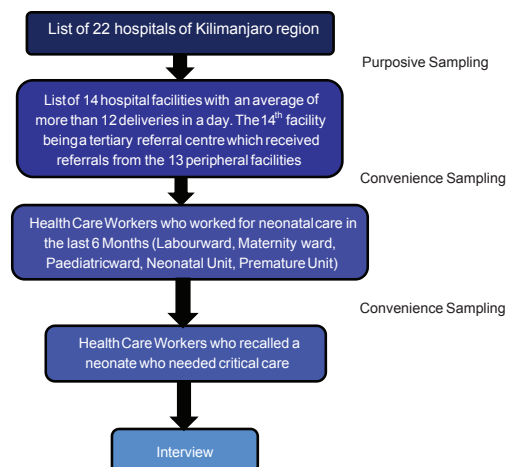 List of 22 hospitals of Kilimanjaro region
Purposive Sampling
List of 14 hospital facilities with an average of
more than 12 deliveries in a day. The 14th facility
being a tertiary referral centre which received
referrals from the 13 peripheral facilities
Convenience Sampling
Health Care Workers who worked for neonatal care in
the last 6 Months (Labourward, Maternity ward,
Paediatricward, Neonatal Unit, Premature Unit)
Convenience Sampling
Health Care Workers who recalled a
neonate who needed critical care
Interview